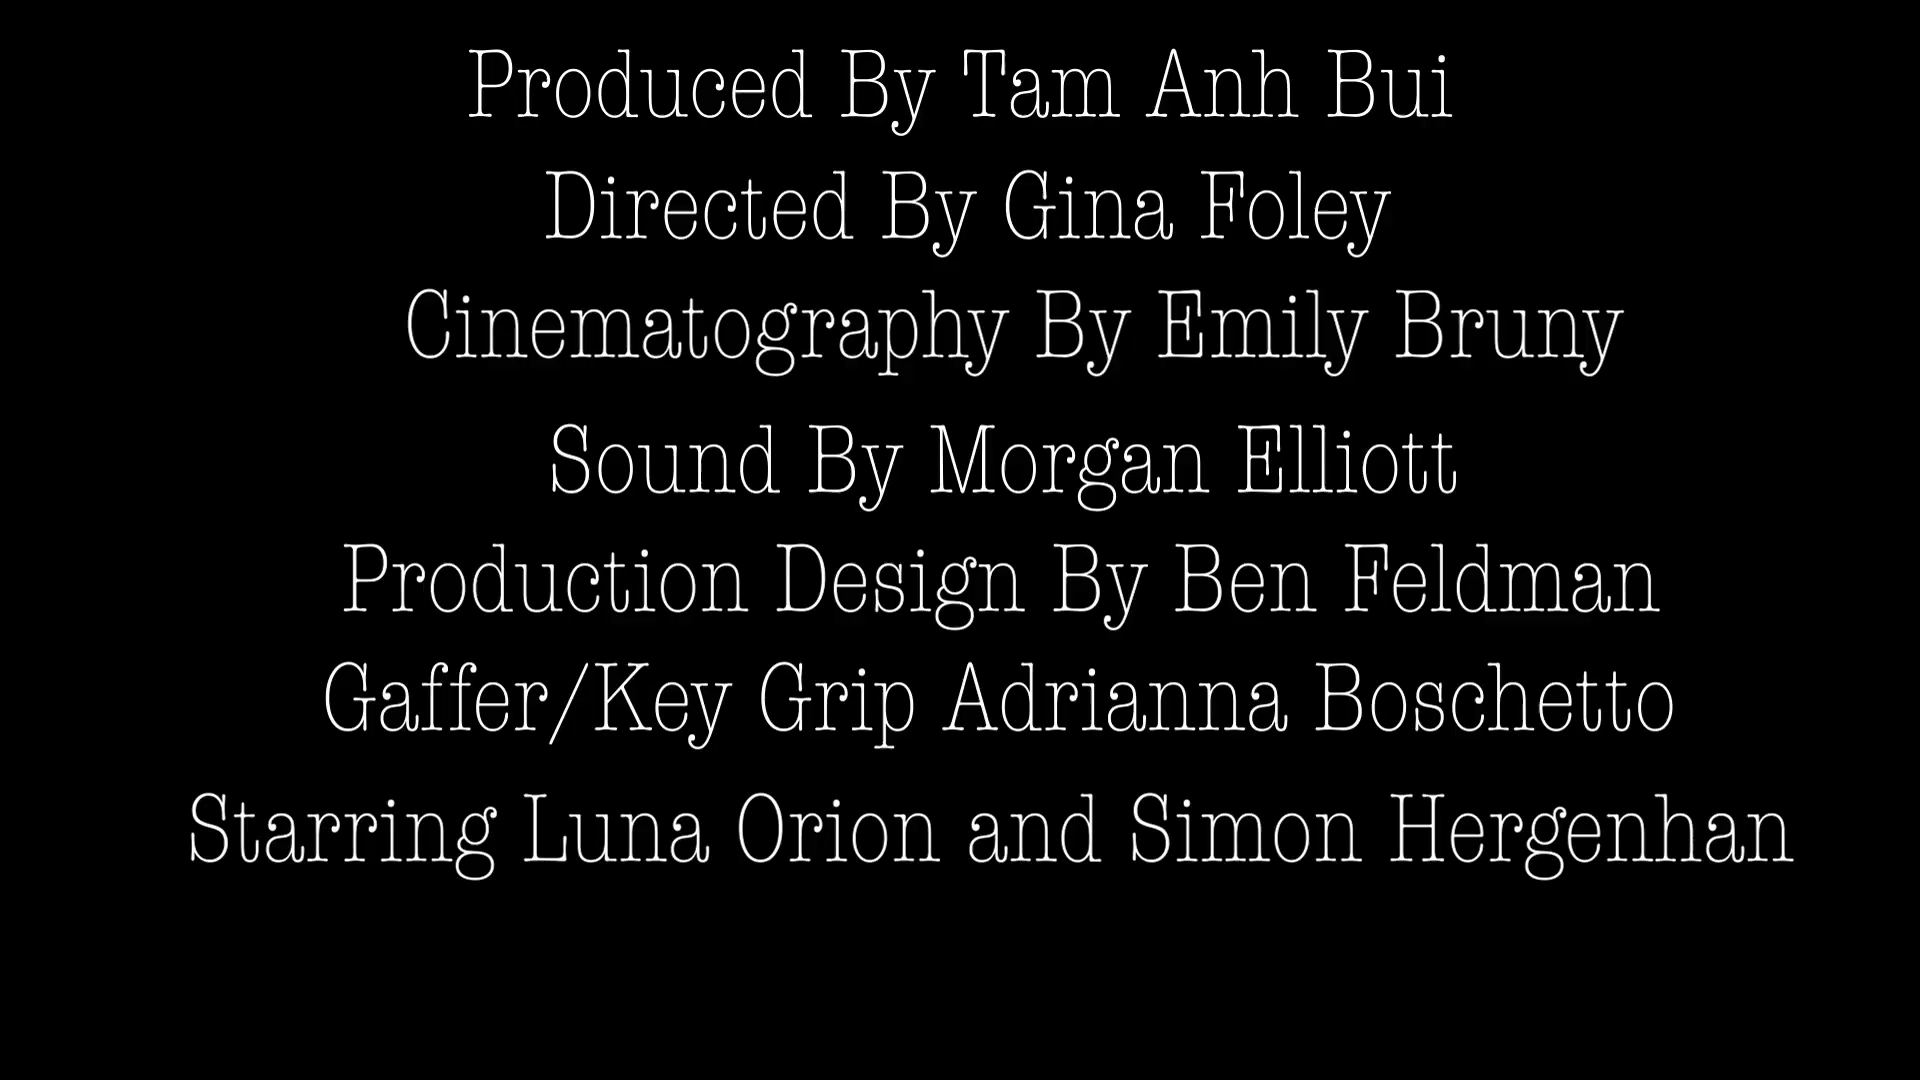 Produced By Tam Anh Bui
Directed By Gina Foley
Cinematography By Emily Bruny
Sound By Morgan Elliott
Production Design By Ben Feldman
Gaffer/Key Grip Adrianna Boschetto
Starring Luna Orion and Simon Hergenhan